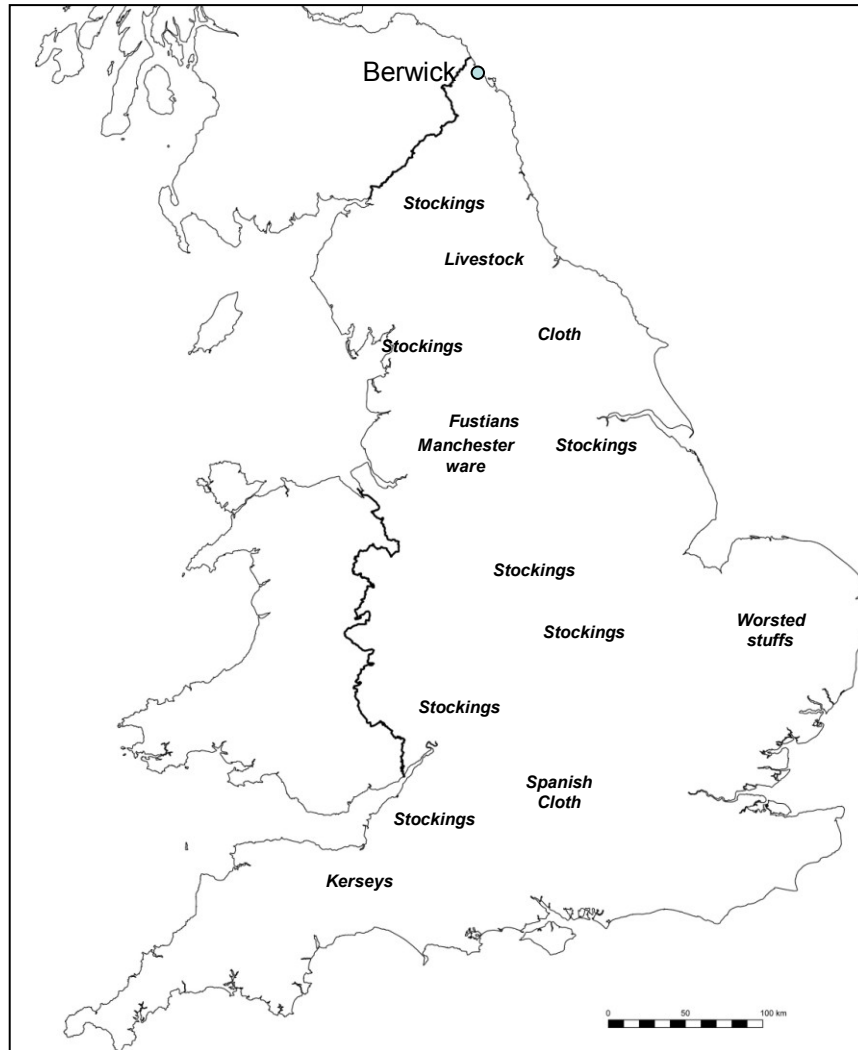 Berwick
Stockings
Livestock
Cloth
Stockings
Fustians
Manchester
ware
Stockings
Stockings
Stockings
Worsted
stuffs
Stockings
Spanish
Cloth
Stockings
Kerseys
0 50 100 km